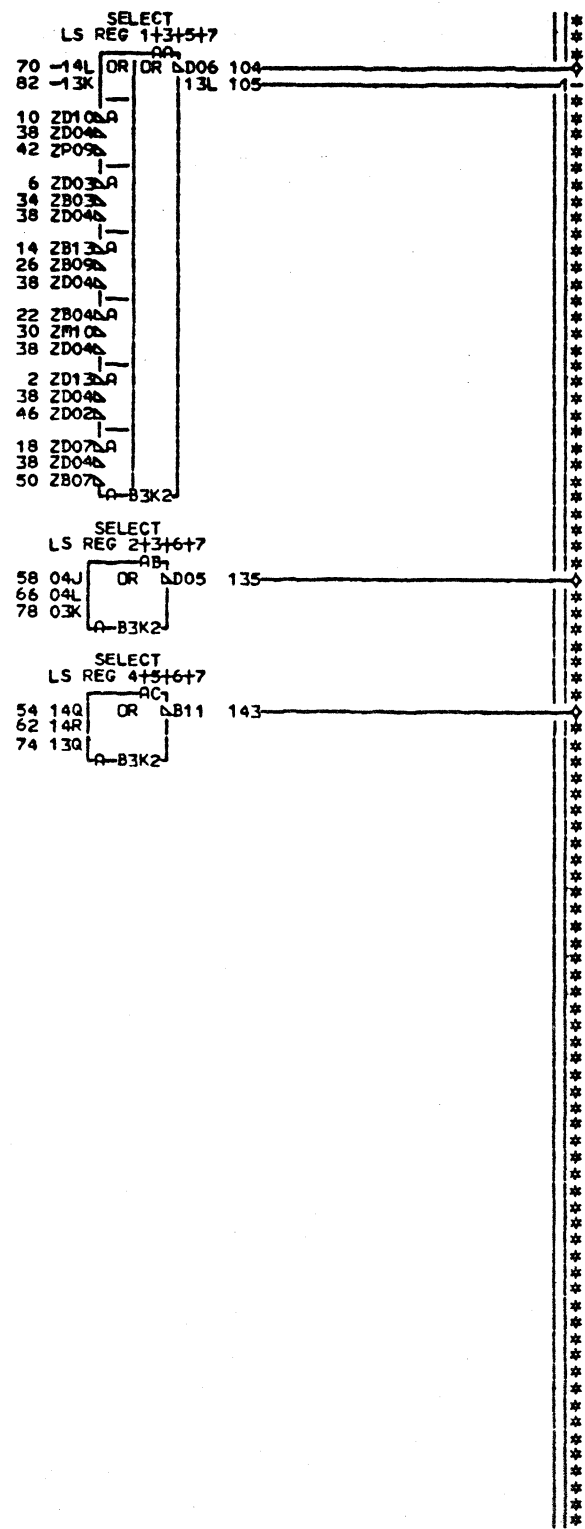 SELECT
LS REG 1+3+5+7
AA
70 -14L OR OR D06 104
82 -13K 13L 105
10 ZD10 A
38 ZD04
42 ZP09
6 ZD03 A
34 ZB03
38 ZD04
14 ZB13 A
26 ZB09
38 ZD04
22 ZB04 A
30 ZM10
38 ZD04
2 ZD13 A
38 ZD04
46 ZD02
18 ZD07 A
38 ZD04
50 ZB07
A-B3K2
SELECT
LS REG 2+3+6+7
AB
58 04J OR D05 135
66 04L
78 03K
A-B3K2
SELECT
LS REG 4+5+6+7
AC
54 14Q OR B11 143
62 14R
74 13Q
A-B3K2